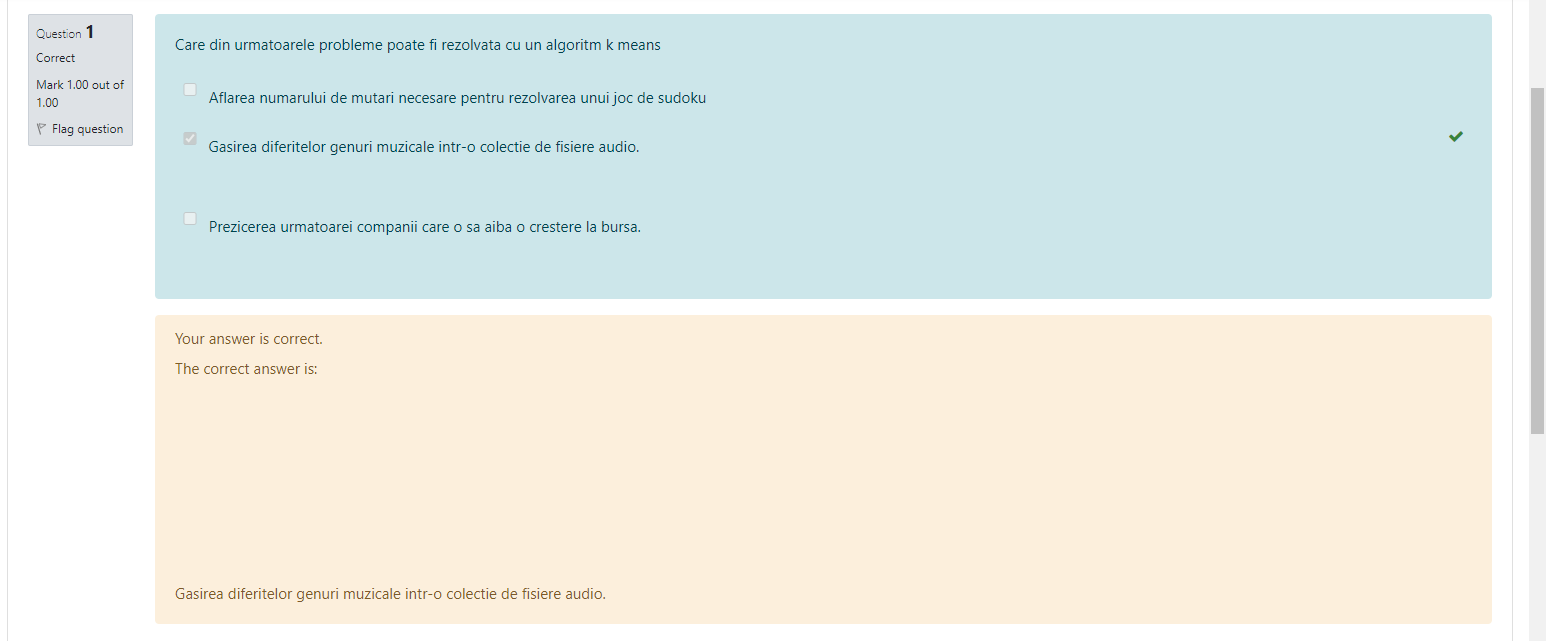 Question 1
Correct
Mark 1.00 out of
1.00
Flag question
Care din urmatoarele probleme poate fi rezolvata cu un algoritm k means
Aflarea numarului de mutari necesare pentru rezolvarea unui joc de sudoku
Gasirea diferitelor genuri muzicale intr-o colectie de fisiere audio.
Prezicerea urmatoarei companii care o sa aiba o crestere la bursa.
Your answer is correct.
The correct answer is:
Gasirea diferitelor genuri muzicale intr-o colectie de fisiere audio.